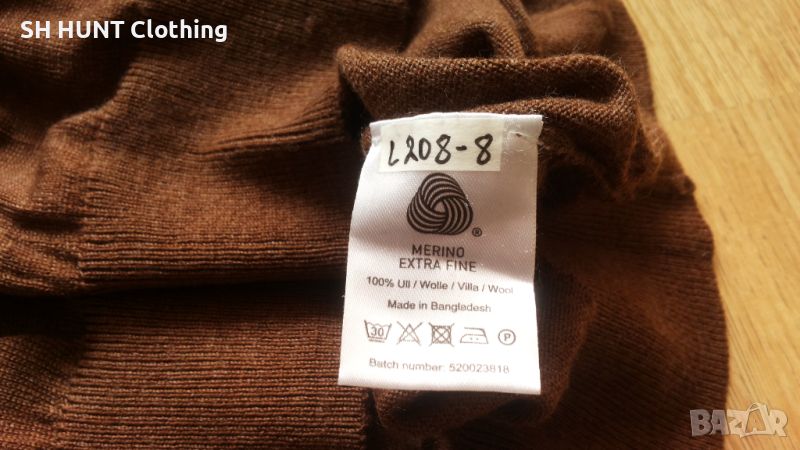 SH HUNT Clothing
L208-8
®
MERINO
EXTRA FINE
100% Ull / Wolle / Villa / Wool
Made in Bangladesh
30 P
Batch number: 520023818
BAZAR